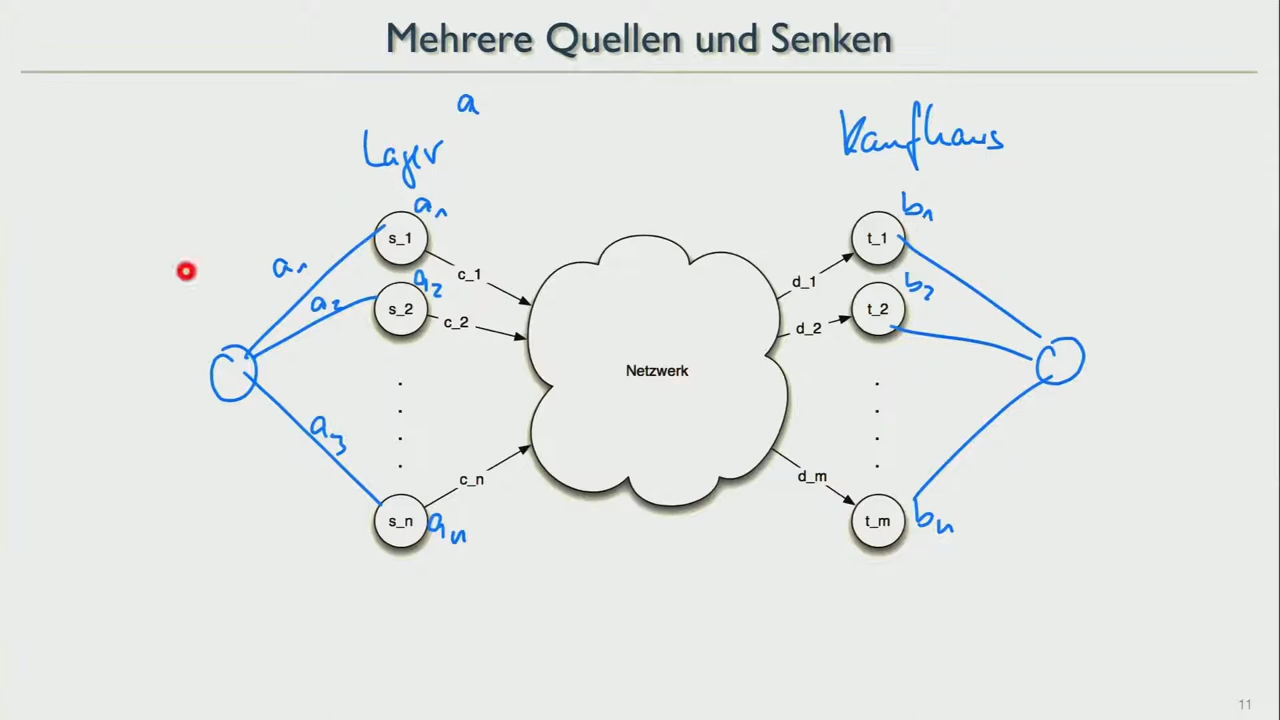 Mehrere Quellen und Senken
a
Lager
Kaufhaus
a1
b1
s_1
t_1
a1
c_1
d_1
a2
b2
a2
s_2
t_2
c_2
d_2
Netzwerk
a3
c_n
d_m
s_n
an
t_m
bn
11